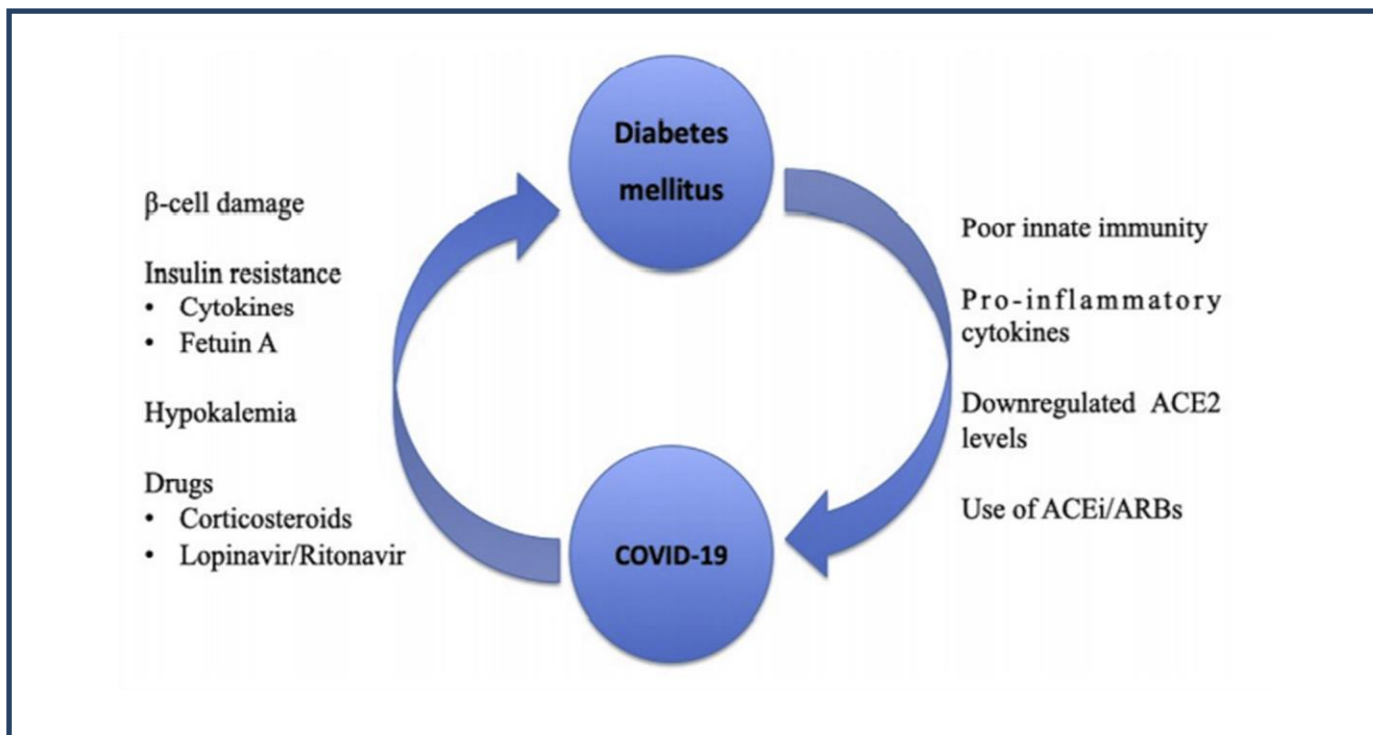 Diabetes
mellitus
β-cell damage
Insulin resistance
• Cytokines
• Fetuin A
Hypokalemia
Drugs
• Corticosteroids
• Lopinavir/Ritonavir
Poor innate immunity
Pro-inflammatory
cytokines
Downregulated ACE2
levels
Use of ACEi/ARBs
COVID-19